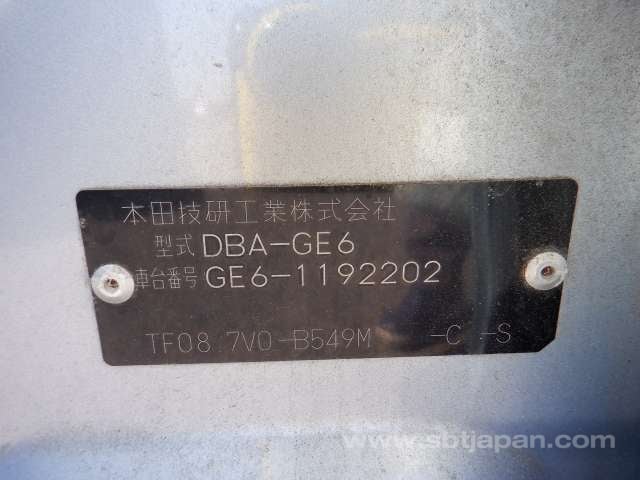 本田技研工業株式会社
型式 DBA-GE6
車台番号 GE6-1192202
TF08 7V0-B549M -C -S
www.sbtjapan.com